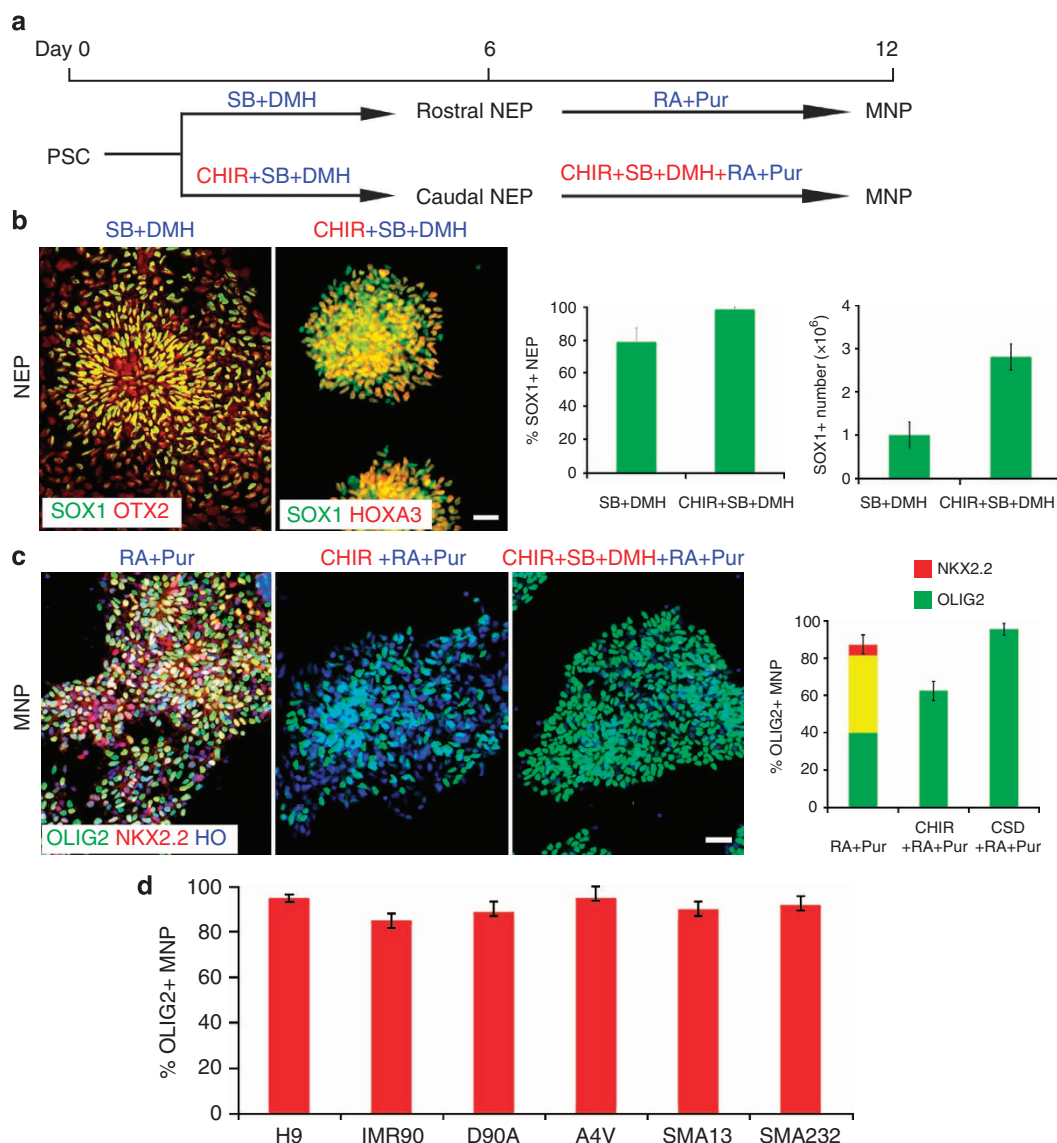 a
Day 0 6 12
SB+DMH RA+Pur
Rostral NEP MNP
PSC
CHIR+SB+DMH CHIR+SB+DMH+RA+Pur
Caudal NEP MNP
b
SB+DMH CHIR+SB+DMH
NEP
SOX1 OTX2
SOX1 HOXA3
% SOX1+ NEP
100
80
60
40
20
0
SB+DMH CHIR+SB+DMH
SOX1+ number (×10⁶)
4
3
1
0
SB+DMH CHIR+SB+DMH
c
RA+Pur CHIR +RA+Pur CHIR+SB+DMH+RA+Pur
MNP
OLIG2 NKX2.2 HO
NKX2.2
OLIG2
% OLIG2+ MNP
100
80
60
40
20
0
RA+Pur
CHIR
+RA+Pur
CSD
+RA+Pur
d
% OLIG2+ MNP
100
80
60
40
20
0
H9 IMR90 D90A A4V SMA13 SMA232